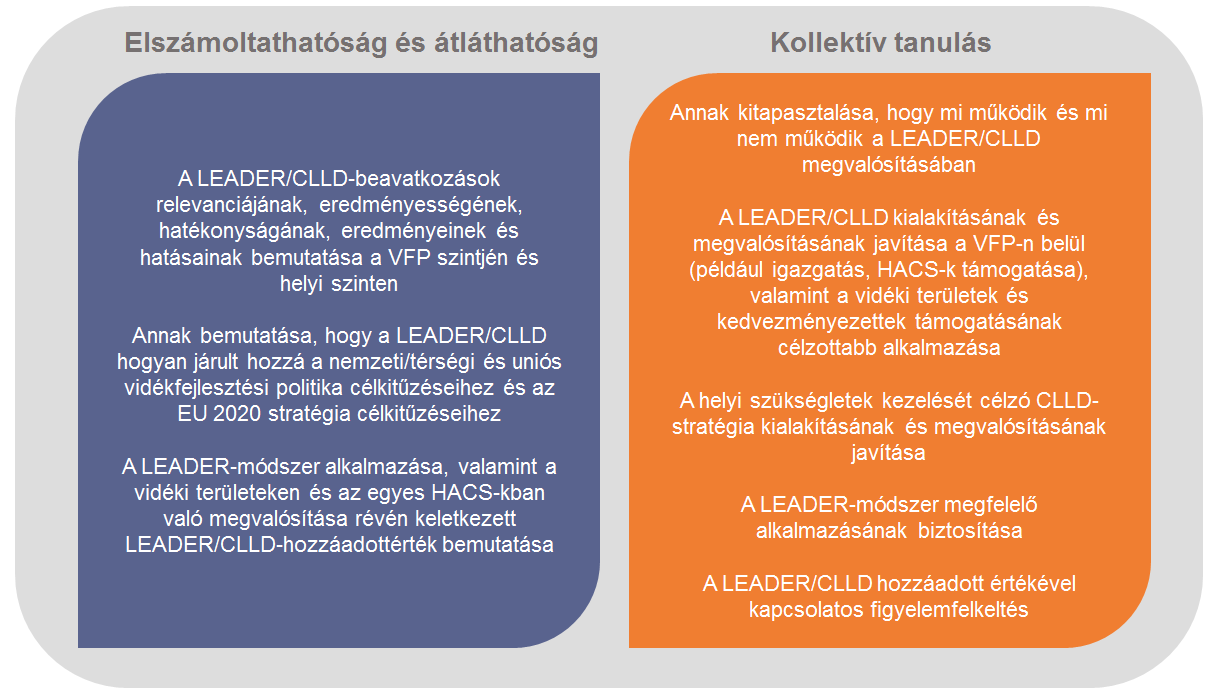 Elszámoltathatóság és átláthatóság
A LEADER/CLLD-beavatkozások
relevanciájának, eredményességének,
hatékonyságának, eredményeinek és
hatásainak bemutatása a VFP szintjén és
helyi szinten
Annak bemutatása, hogy a LEADER/CLLD
hogyan járult hozzá a nemzeti/térségi és uniós
vidékfejlesztési politika célkitűzéseihez és az
EU 2020 stratégia célkitűzéseihez
A LEADER-módszer alkalmazása, valamint a
vidéki területeken és az egyes HACS-kban
való megvalósítása révén keletkezett
LEADER/CLLD-hozzáadottérték bemutatása
Kollektív tanulás
Annak kitapasztalása, hogy mi működik és mi
nem működik a LEADER/CLLD
megvalósításában
A LEADER/CLLD kialakításának és
megvalósításának javítása a VFP-n belül
(például igazgatás, HACS-k támogatása),
valamint a vidéki területek és
kedvezményezettek támogatásának
célzottabb alkalmazása
A helyi szükségletek kezelését célzó CLLD-
stratégia kialakításának és megvalósításának
javítása
A LEADER-módszer megfelelő
alkalmazásának biztosítása
A LEADER/CLLD hozzáadott értékével
kapcsolatos figyelemfelkeltés